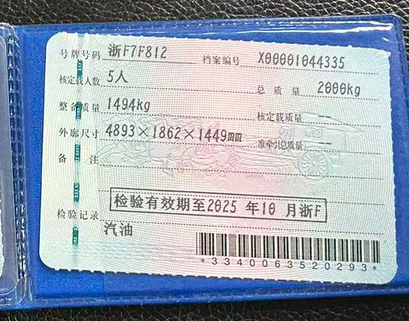 号牌号码 浙F7F812 档案编号 X00001044335
核定载人数 5人 总质量 2000kg
整备质量 1494kg 核定载质量 --
外廓尺寸 4893×1862×1449mm 准牵引总质量 --
备注
检验有效期至2025年10月浙F
检验记录
汽油
*3340063520293*